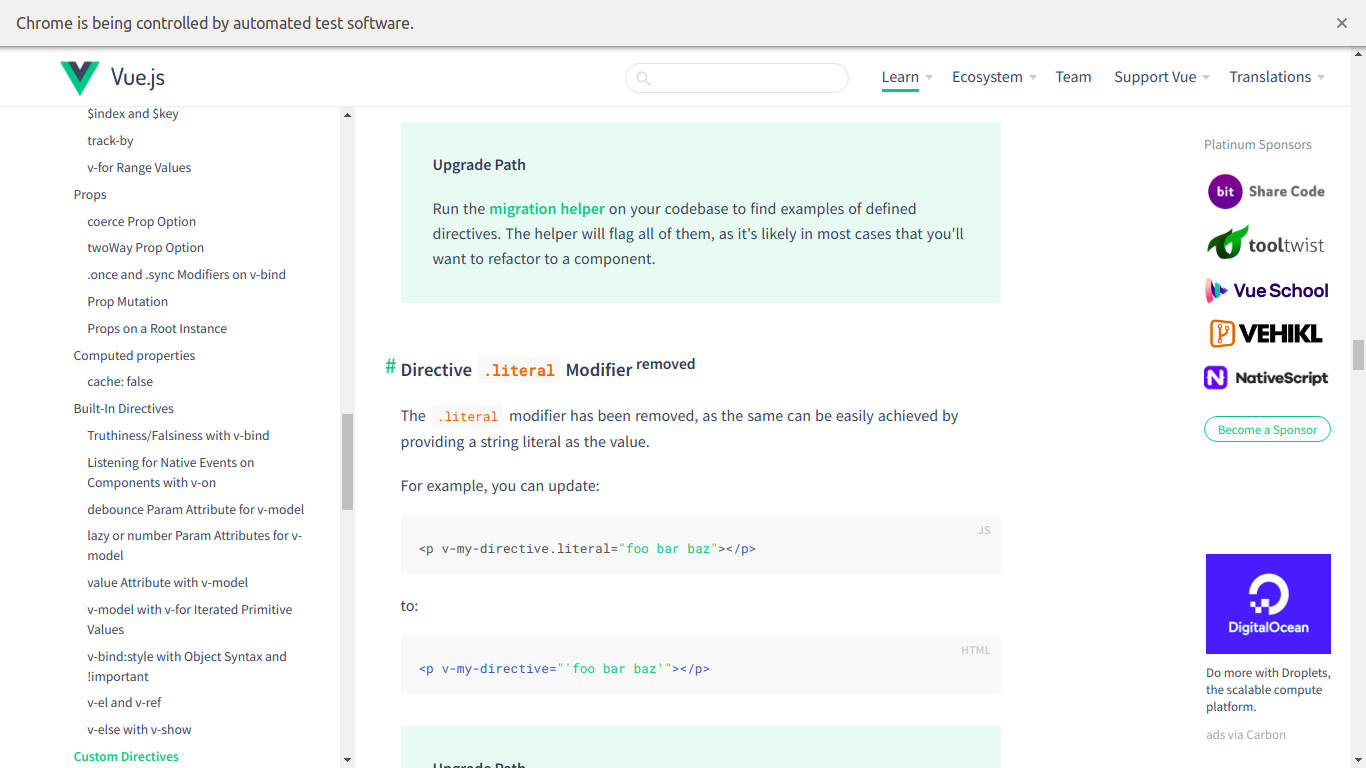 Chrome is being controlled by automated test software.
Vue.js
Learn
Ecosystem
Team
Support Vue
Translations
$index and $key
track-by
v-for Range Values
Props
coerce Prop Option
twoWay Prop Option
.once and .sync Modifiers on v-bind
Prop Mutation
Props on a Root Instance
Computed properties
cache: false
Built-In Directives
Truthiness/Falsiness with v-bind
Listening for Native Events on
Components with v-on
debounce Param Attribute for v-model
lazy or number Param Attributes for v-
model
value Attribute with v-model
v-model with v-for Iterated Primitive
Values
v-bind:style with Object Syntax and
!important
v-el and v-ref
v-else with v-show
Custom Directives
Upgrade Path
Run the migration helper on your codebase to find examples of defined
directives. The helper will flag all of them, as it's likely in most cases that you'll
want to refactor to a component.
# Directive .literal Modifier removed
The .literal modifier has been removed, as the same can be easily achieved by
providing a string literal as the value.
For example, you can update:
JS
<p v-my-directive.literal="foo bar baz"></p>
to:
HTML
<p v-my-directive="'foo bar baz'"></p>
Upgrade Path
Platinum Sponsors
bit Share Code
tooltwist
Vue School
VEHIKL
NativeScript
Become a Sponsor
DigitalOcean
Do more with Droplets,
the scalable compute
platform.
ads via Carbon